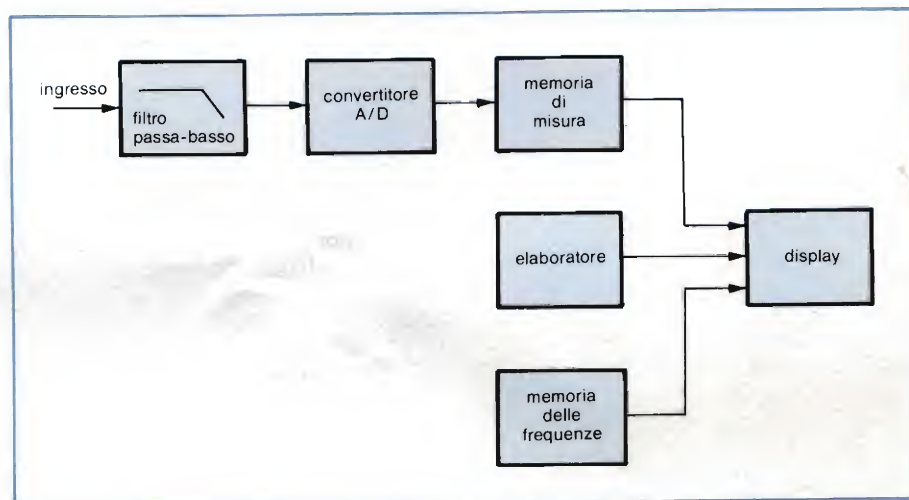 ingresso
filtro
passa-basso
convertitore
A/D
memoria
di
misura
elaboratore
display
memoria
delle
frequenze